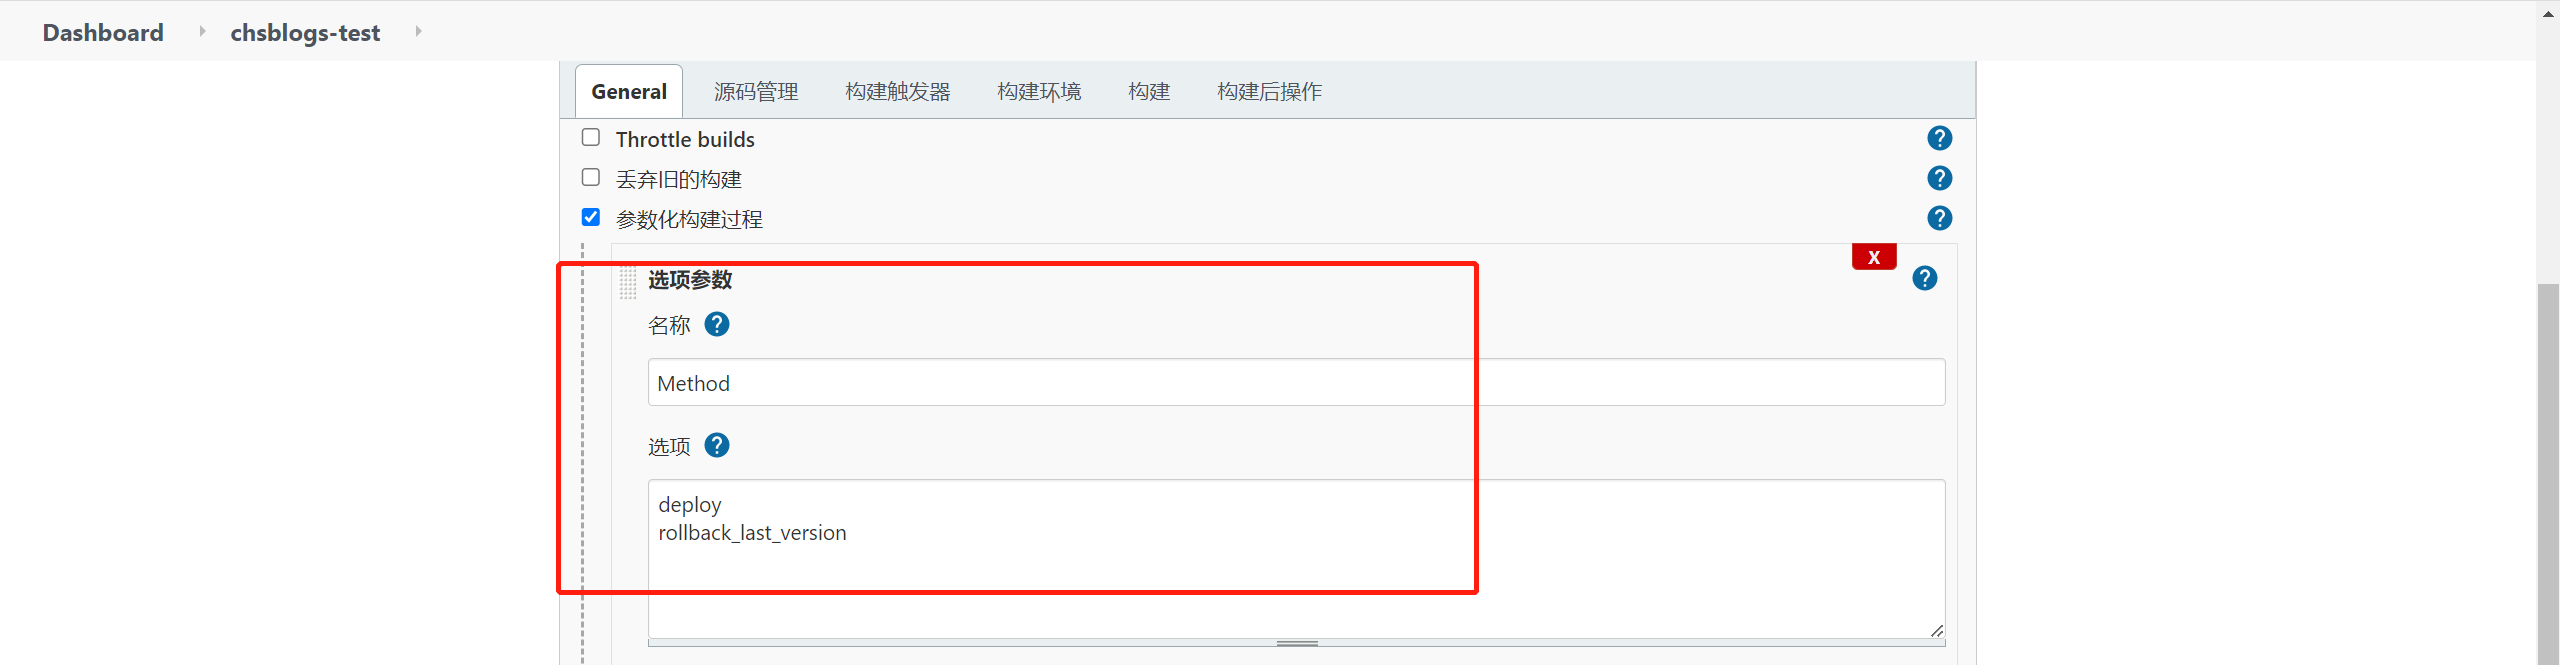 Dashboard chsblogs-test
General 源码管理 构建触发器 构建环境 构建 构建后操作
Throttle builds ?
丢弃旧的构建 ?
参数化构建过程 ?
X
选项参数 ?
名称 ?
Method
选项 ?
deploy
rollback_last_version